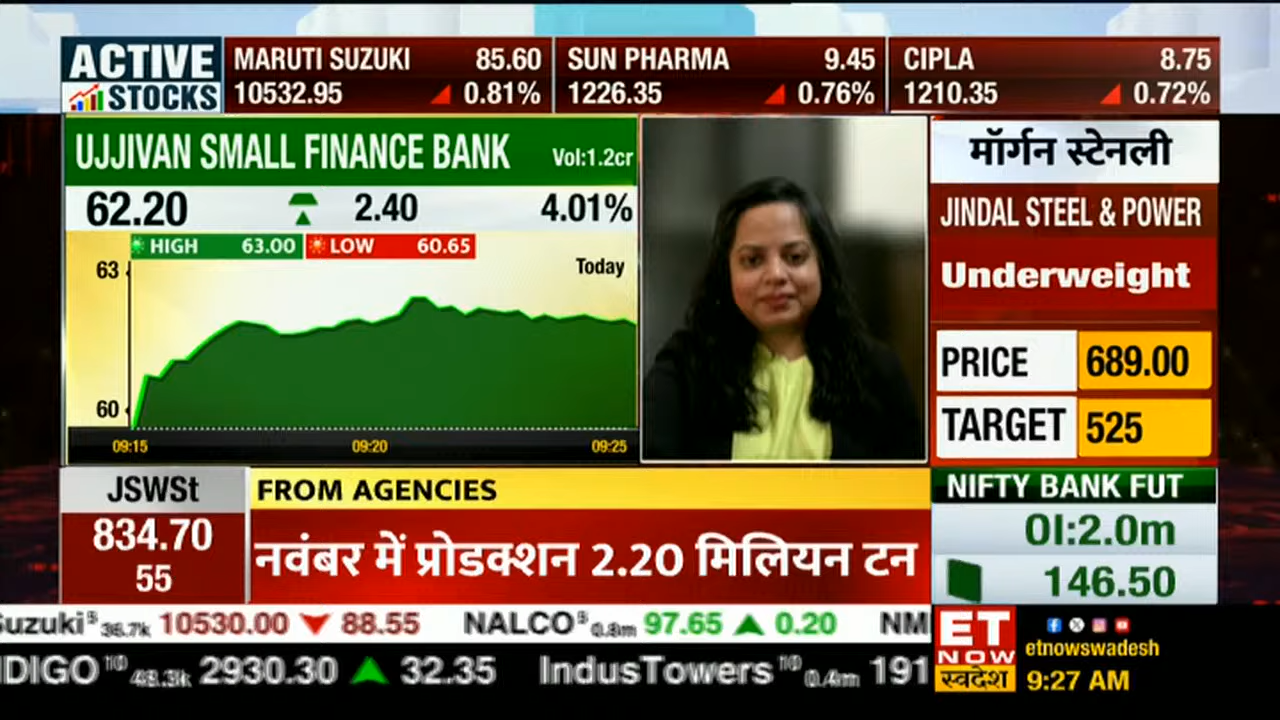 ACTIVE STOCKS
MARUTI SUZUKI 85.60
10532.95 0.81%
SUN PHARMA 9.45
1226.35 0.76%
CIPLA 8.75
1210.35 0.72%
UJJIVAN SMALL FINANCE BANK Vol:1.2cr
62.20 2.40 4.01%
HIGH 63.00 LOW 60.65
Today
63
60
09:15 09:20 09:25
मॉर्गन स्टेनली
JINDAL STEEL & POWER
Underweight
PRICE 689.00
TARGET 525
JSWSt
834.70
55
FROM AGENCIES
नवंबर में प्रोडक्शन 2.20 मिलियन टन
NIFTY BANK FUT
OI:2.0m
146.50
Suzuki S 36.7k 10530.00 88.55 NALCO S 0.8m 97.65 0.20 NM
NDIGO 10 48.3k 2930.30 32.35 IndusTowers 10 0.4m 191
ET NOW स्वदेश
etnowswadesh
9:27 AM